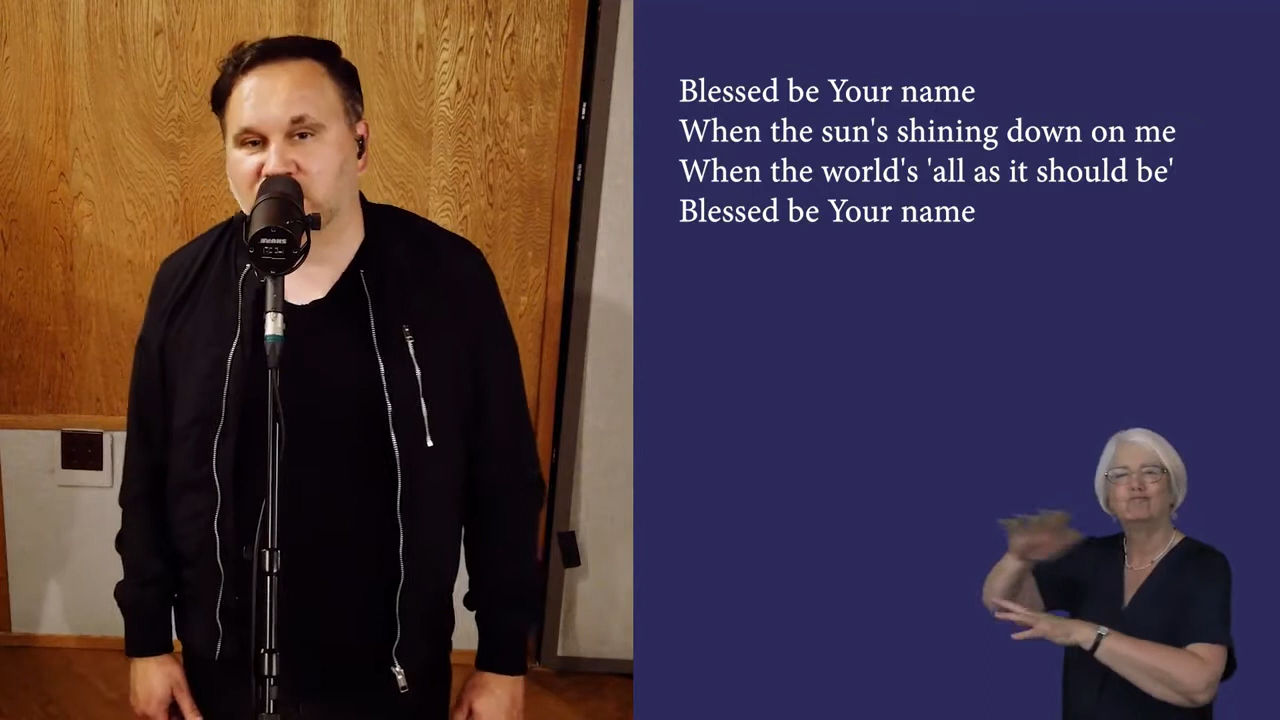 Blessed be Your name
When the sun's shining down on me
When the world's 'all as it should be'
Blessed be Your name